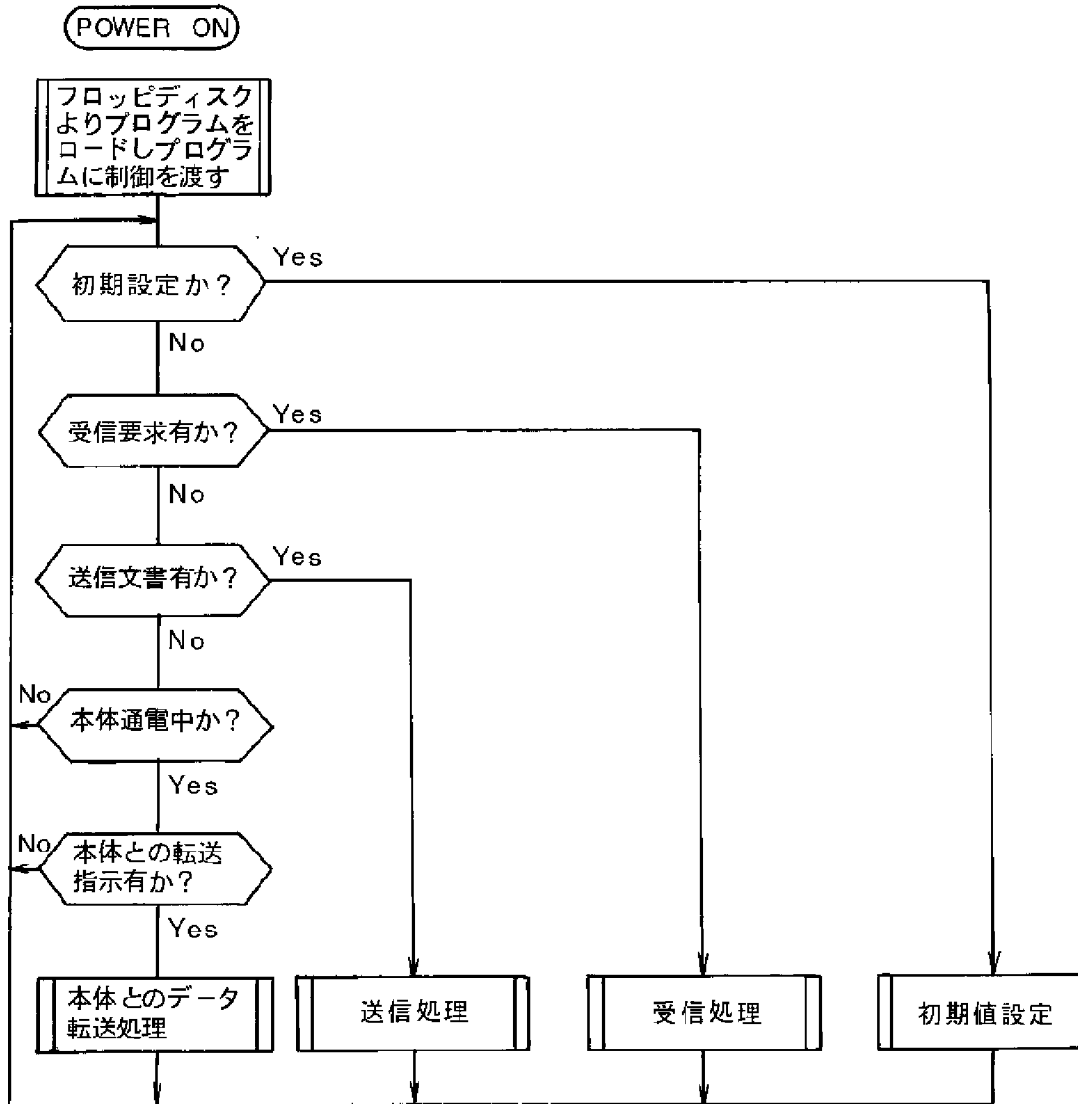 POWER ON
フロッピディスク
よりプログラムを
ロードしプログラ
ムに制御を渡す
初期設定か?
Yes
No
受信要求有か?
Yes
No
送信文書有か?
Yes
No
本体通電中か?
No
Yes
本体との転送
指示有か?
No
Yes
本体とのデータ
転送処理
送信処理
受信処理
初期値設定